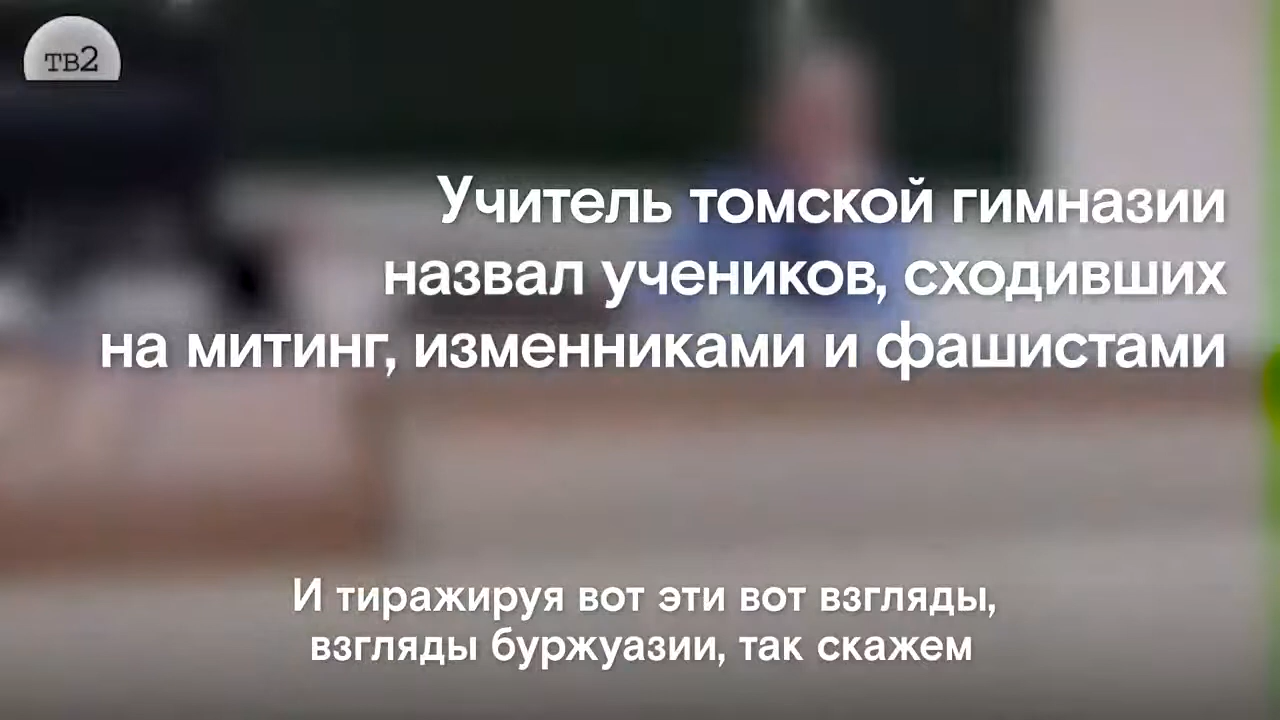 ТВ2
Учитель томской гимназии
назвал учеников, сходивших
на митинг, изменниками и фашистами
И тиражируя вот эти вот взгляды,
взгляды буржуазии, так скажем